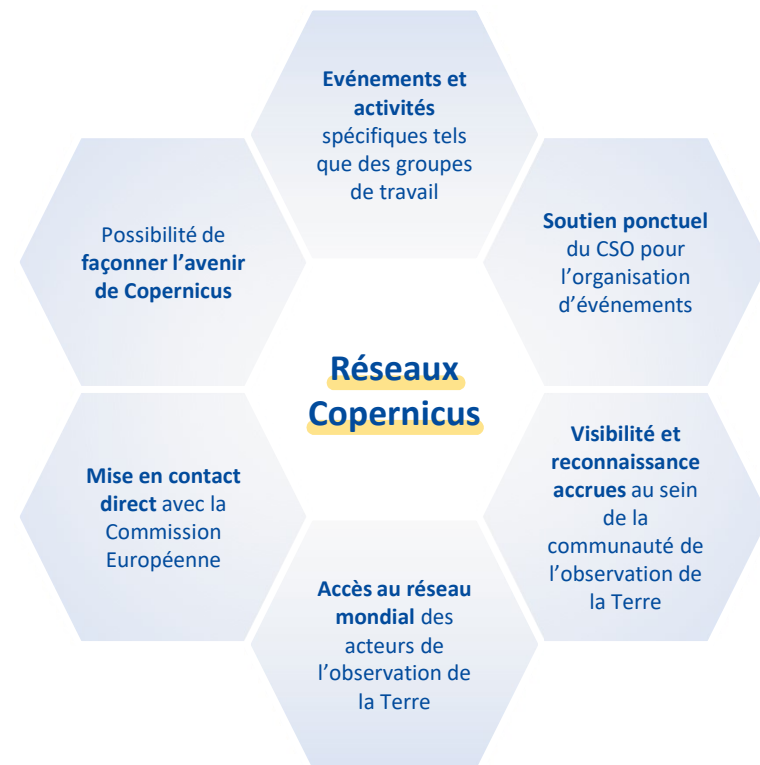 Evénements et
activités
spécifiques tels
que des groupes
de travail
Soutien ponctuel
du CSO pour
l’organisation
d’événements
Visibilité et
reconnaissance
accrues au sein
de la
communauté de
l’observation de
la Terre
Accès au réseau
mondial des
acteurs de
l’observation de
la Terre
Mise en contact
direct avec la
Commission
Européenne
Possibilité de
façonner l’avenir
de Copernicus
Réseaux
Copernicus